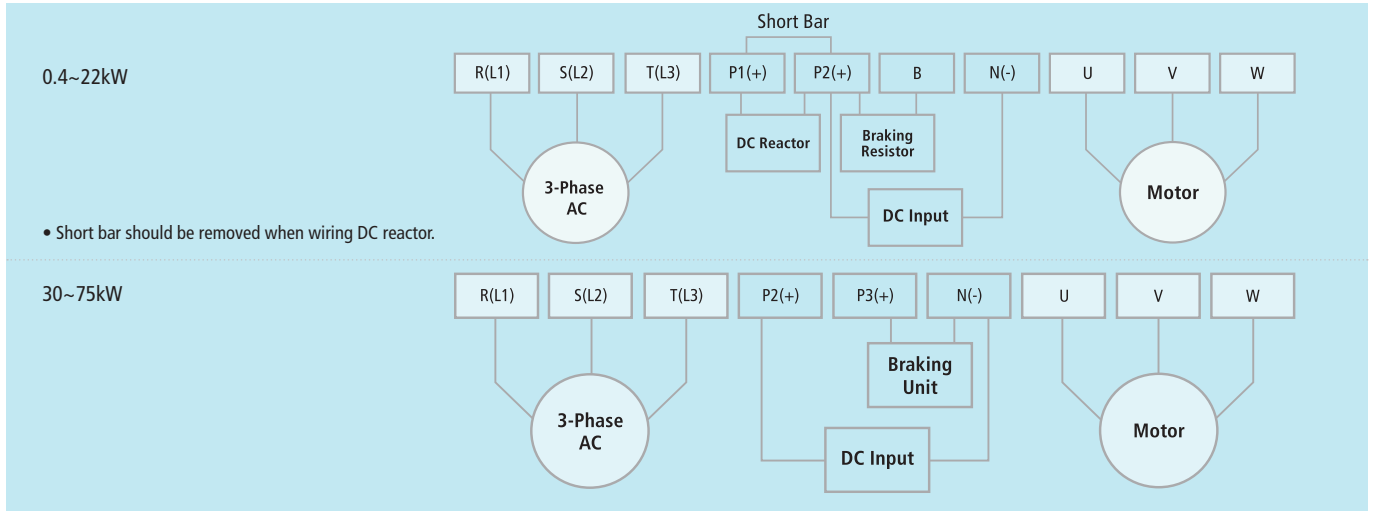 Short Bar
0.4~22kW
R(L1) S(L2) T(L3) P1(+) P2(+) B N(-) U V W
DC Reactor
Braking
Resistor
3-Phase
AC
DC Input
Motor
• Short bar should be removed when wiring DC reactor.
30~75kW
R(L1) S(L2) T(L3) P2(+) P3(+) N(-) U V W
Braking
Unit
3-Phase
AC
DC Input
Motor